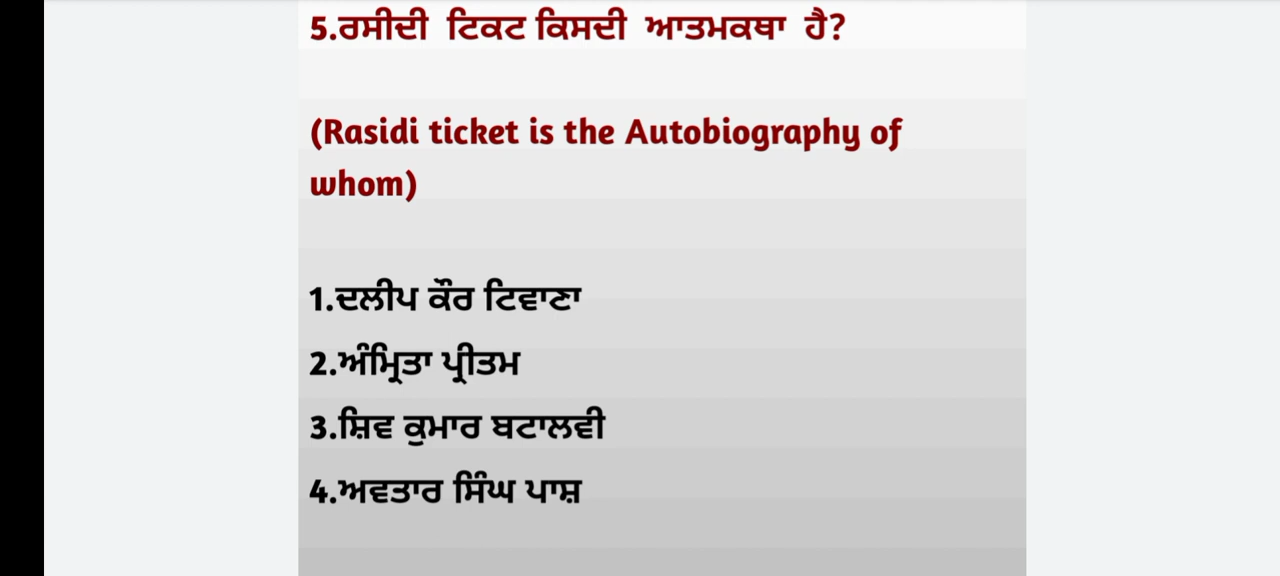 5.ਰਸੀਦੀ ਟਿਕਟ ਕਿਸਦੀ ਆਤਮਕਥਾ ਹੈ?
(Rasidi ticket is the Autobiography of
whom)
1.ਦਲੀਪ ਕੌਰ ਟਿਵਾਣਾ
2.ਅੰਮ੍ਰਿਤਾ ਪ੍ਰੀਤਮ
3.ਸ਼ਿਵ ਕੁਮਾਰ ਬਟਾਲਵੀ
4.ਅਵਤਾਰ ਸਿੰਘ ਪਾਸ਼